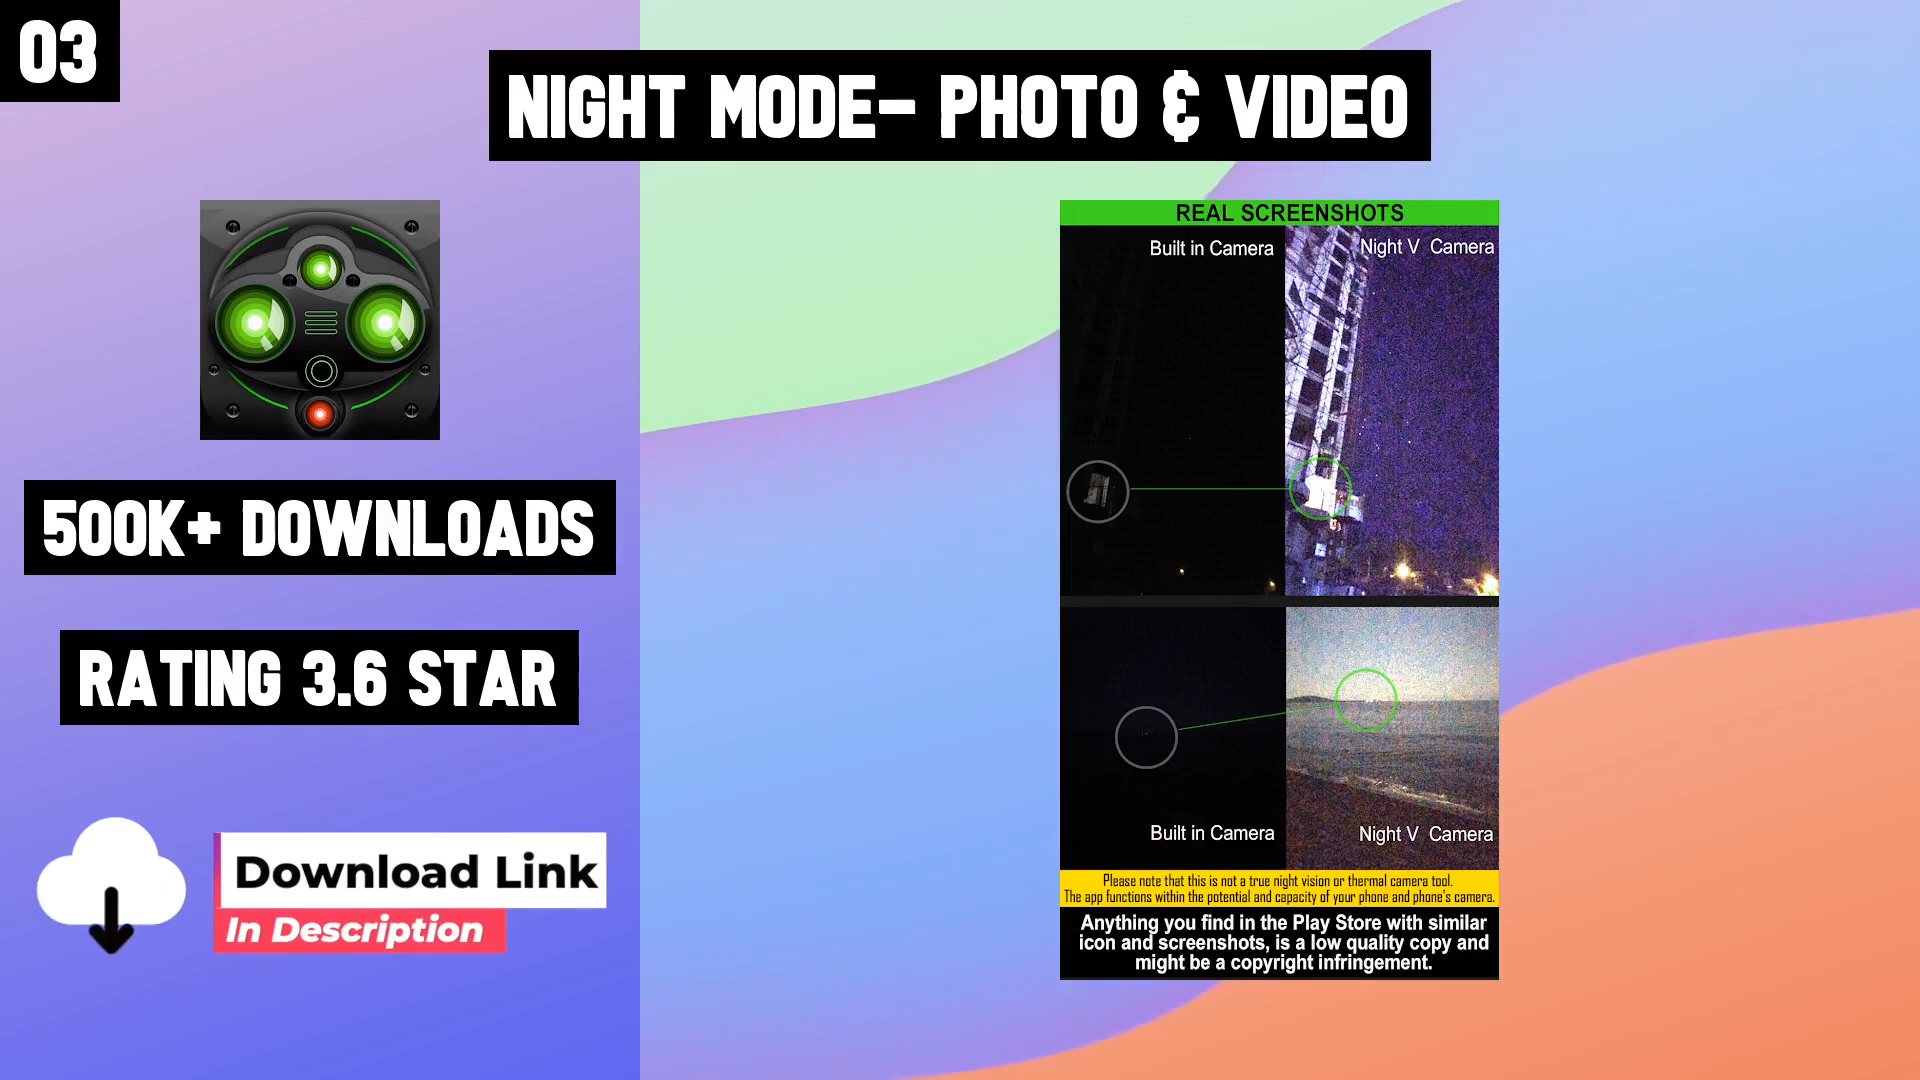 03
NIGHT MODE- PHOTO & VIDEO
500K+ DOWNLOADS
RATING 3.6 STAR
Download Link
In Description
REAL SCREENSHOTS
Built in Camera
Night V Camera
Built in Camera
Night V Camera
Please note that this is not a true night vision or thermal camera tool.
The app functions within the potential and capacity of your phone and phone's camera.
Anything you find in the Play Store with similar
icon and screenshots, is a low quality copy and
might be a copyright infringement.